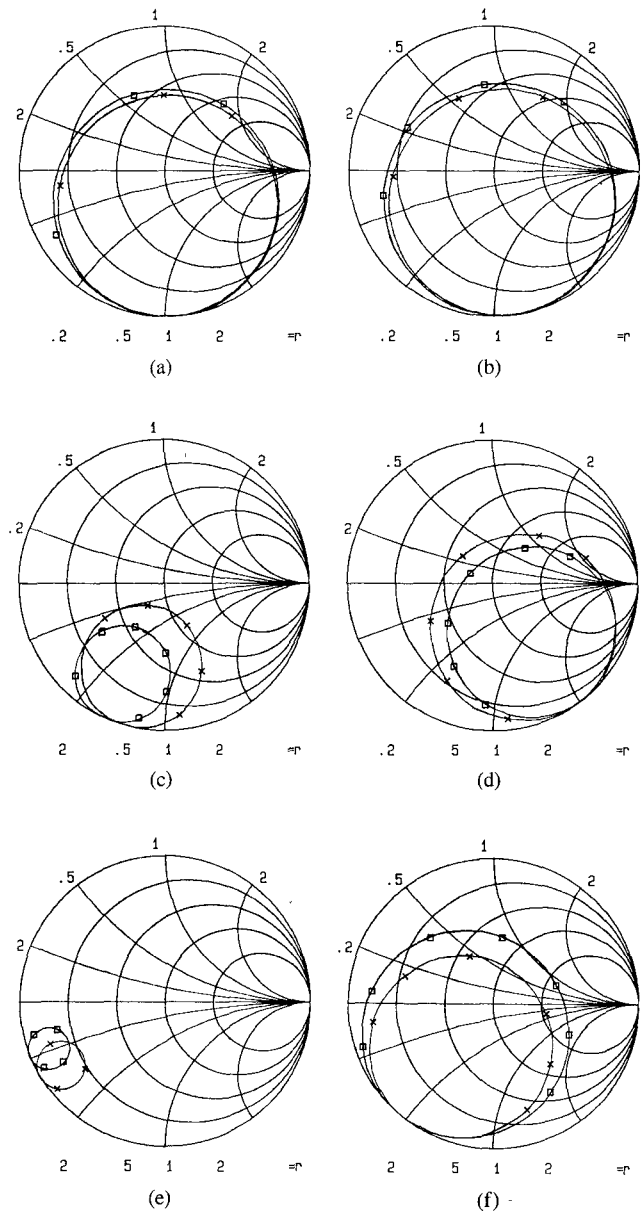 1 1
.5 2 .5 2
2 2
.2 .5 1 2 =r .2 .5 1 2 =r
(a) (b)
1 1
.5 2 .5 2
.2 .2
2 .5 1 2 =r .2 5 1 2 =r
(c) (d)
1 1
.5 2 .5 2
.2 .2
2 5 1 2 =r 2 5 1 2 =r
(e) (f)